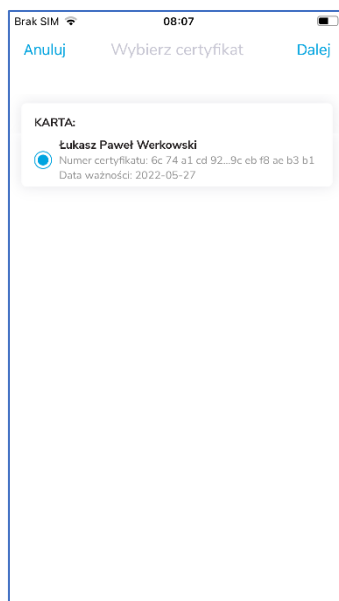 Brak SIM 08:07
Anuluj Wybierz certyfikat Dalej
KARTA:
Łukasz Paweł Werkowski
Numer certyfikatu: 6c 74 a1 cd 92...9c eb f8 ae b3 b1
Data ważności: 2022-05-27